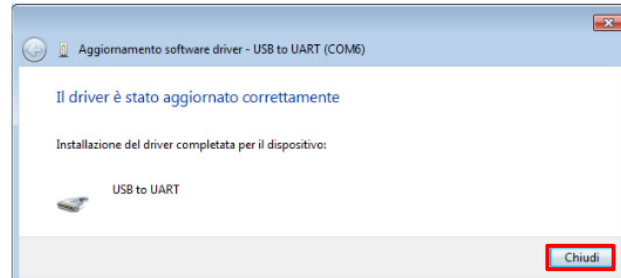 Aggiornamento software driver - USB to UART (COM6)
Il driver è stato aggiornato correttamente
Installazione del driver completata per il dispositivo:
USB to UART
Chiudi